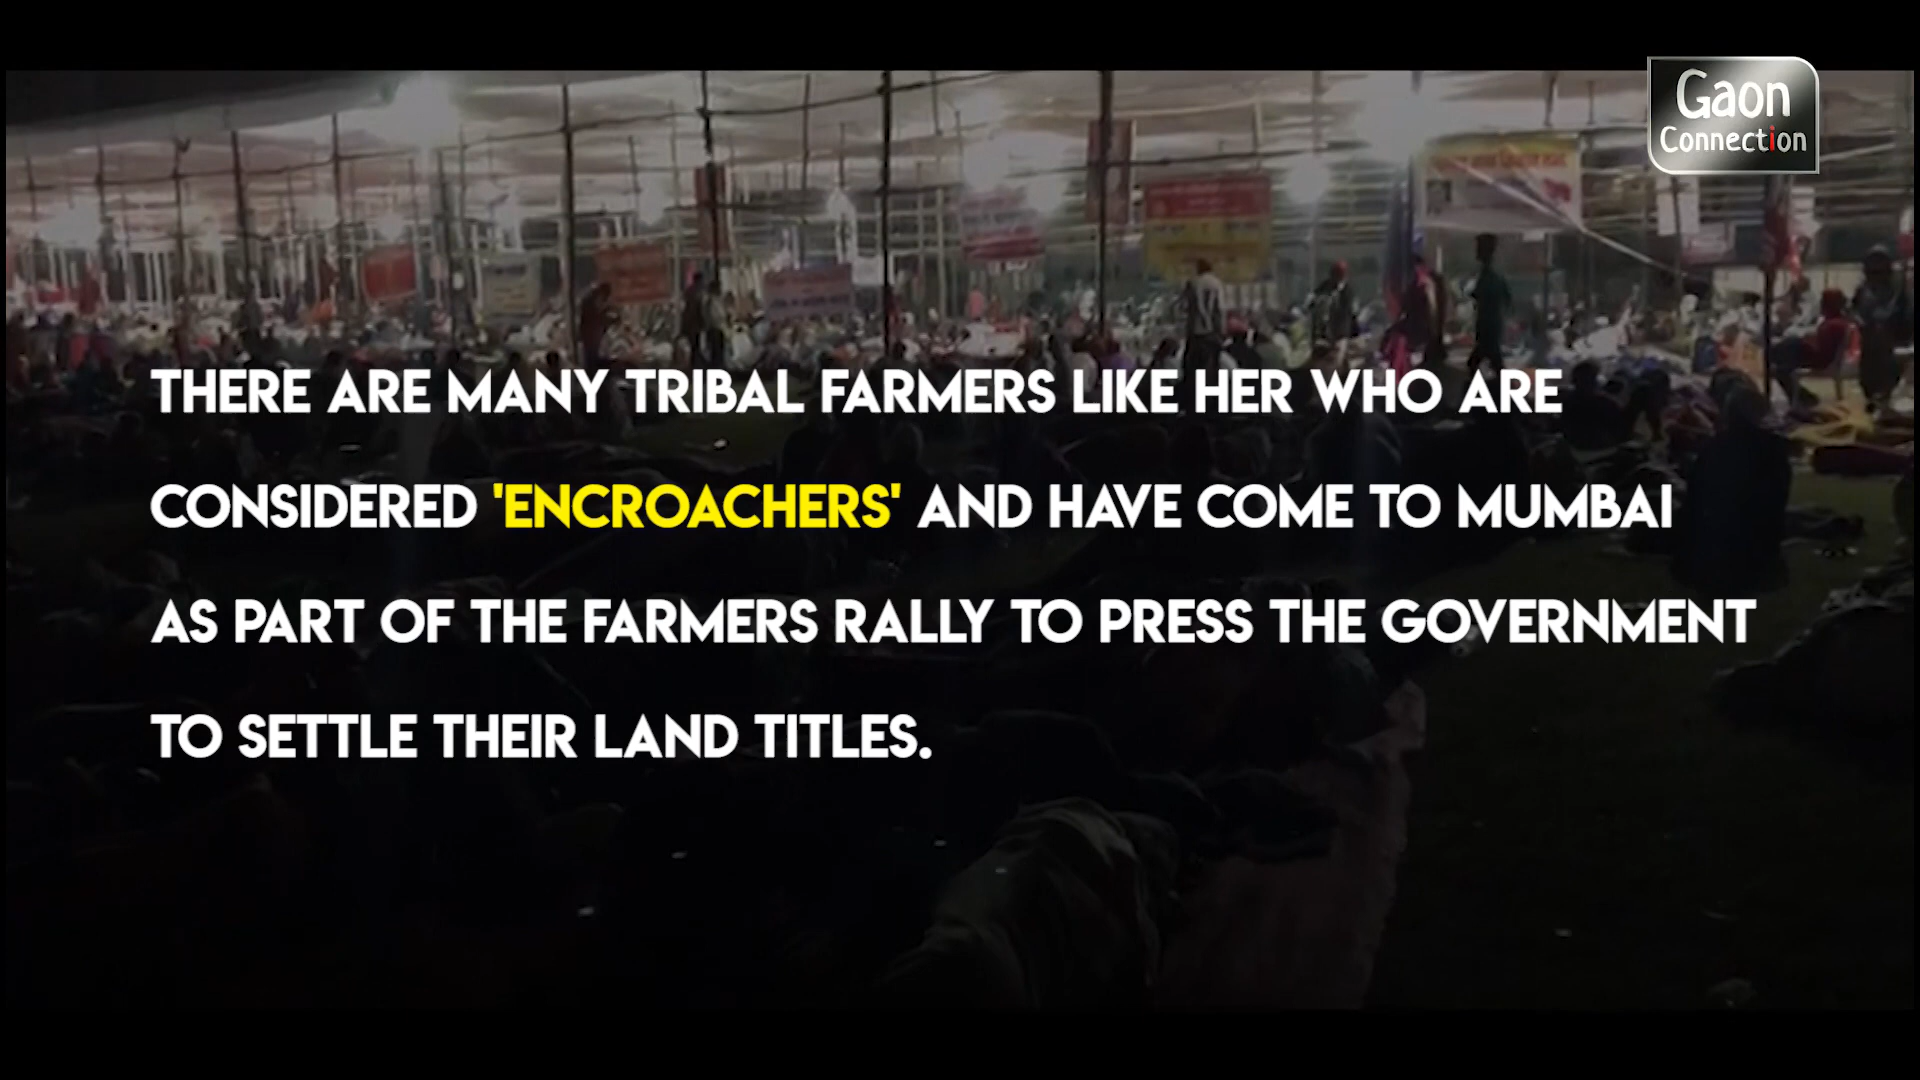 Gaon
Connection
THERE ARE MANY TRIBAL FARMERS LIKE HER WHO ARE
CONSIDERED 'ENCROACHERS' AND HAVE COME TO MUMBAI
AS PART OF THE FARMERS RALLY TO PRESS THE GOVERNMENT
TO SETTLE THEIR LAND TITLES.